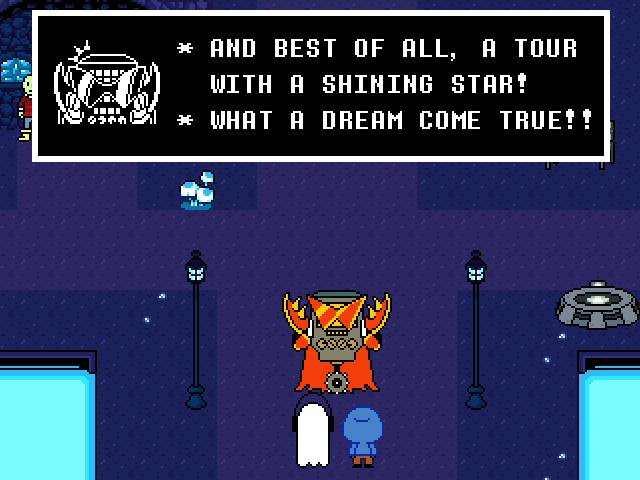 * AND BEST OF ALL, A TOUR
WITH A SHINING STAR!
* WHAT A DREAM COME TRUE!!